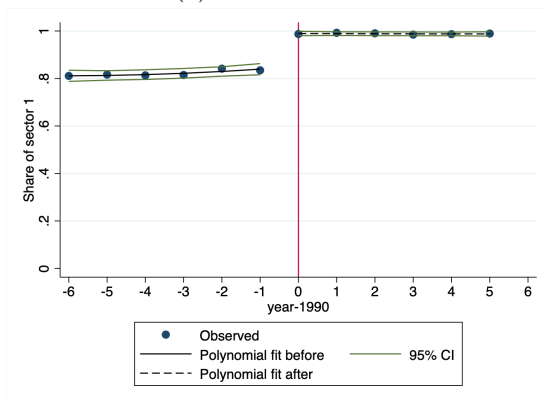 Share of sector 1
1
.8
.6
.4
.2
0
-6 -5 -4 -3 -2 -1 0 1 2 3 4 5 6
year-1990
Observed
Polynomial fit before 95% CI
Polynomial fit after